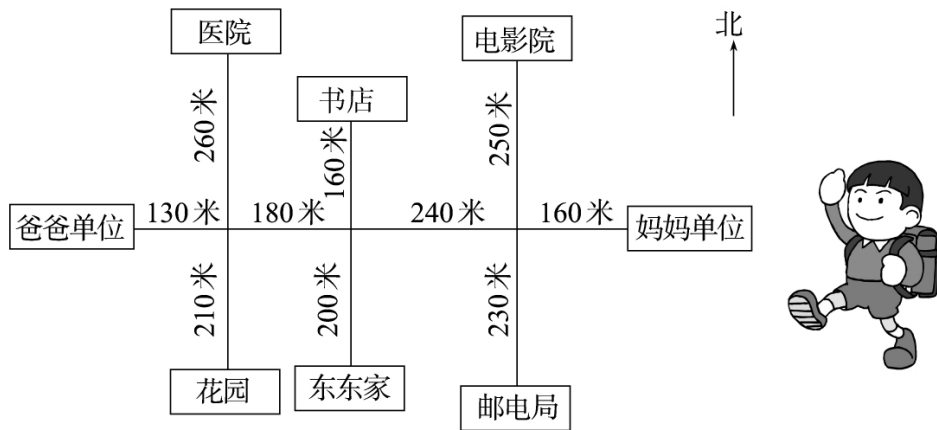 医院
电影院
北
书店
260米
160米
250米
爸爸单位
130米
180米
240米
160米
妈妈单位
210米
200米
230米
花园
东东家
邮电局